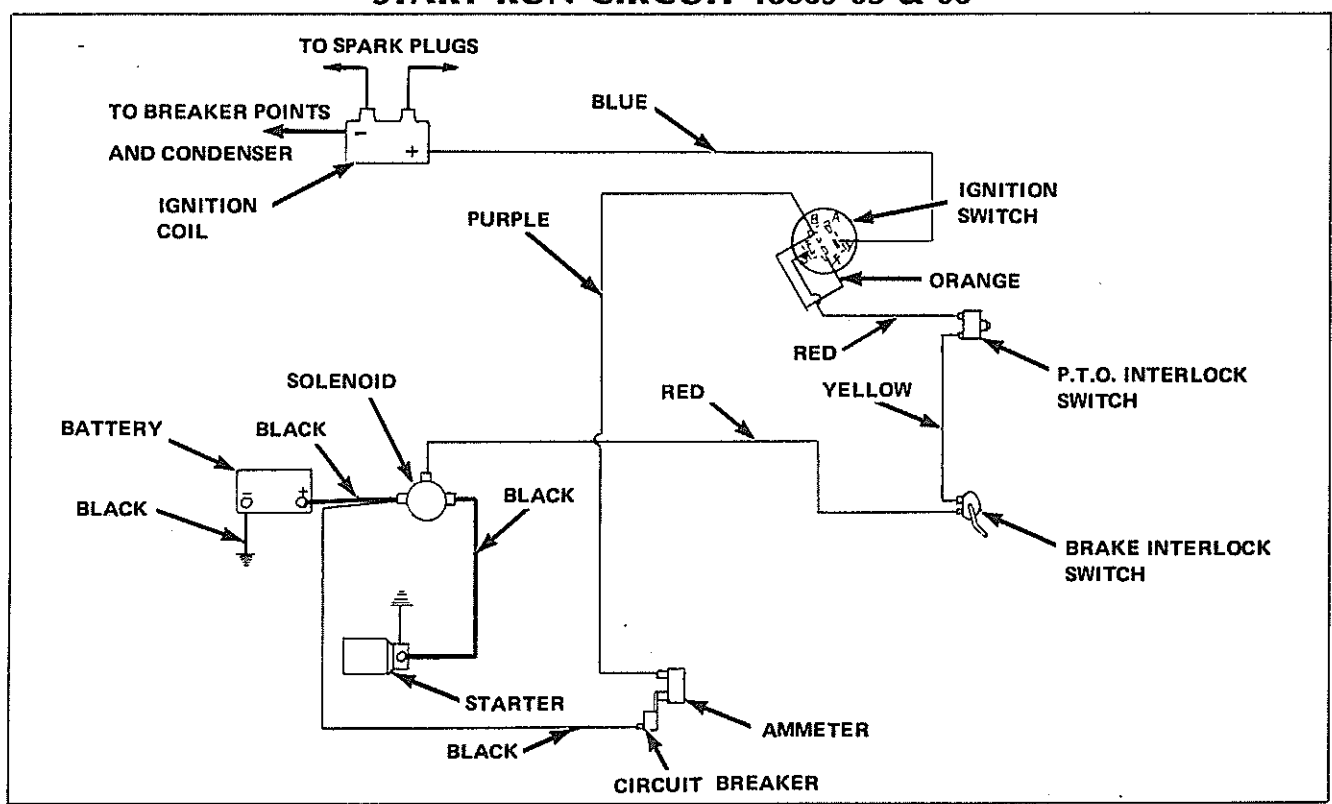 TO SPARK PLUGS
TO BREAKER POINTS
AND CONDENSER
BLUE
IGNITION
COIL
PURPLE
IGNITION
SWITCH
B A
ORANGE
RED
P.T.O. INTERLOCK
SWITCH
SOLENOID
RED
YELLOW
BATTERY
BLACK
BLACK
BLACK
BRAKE INTERLOCK
SWITCH
STARTER
AMMETER
BLACK
CIRCUIT BREAKER